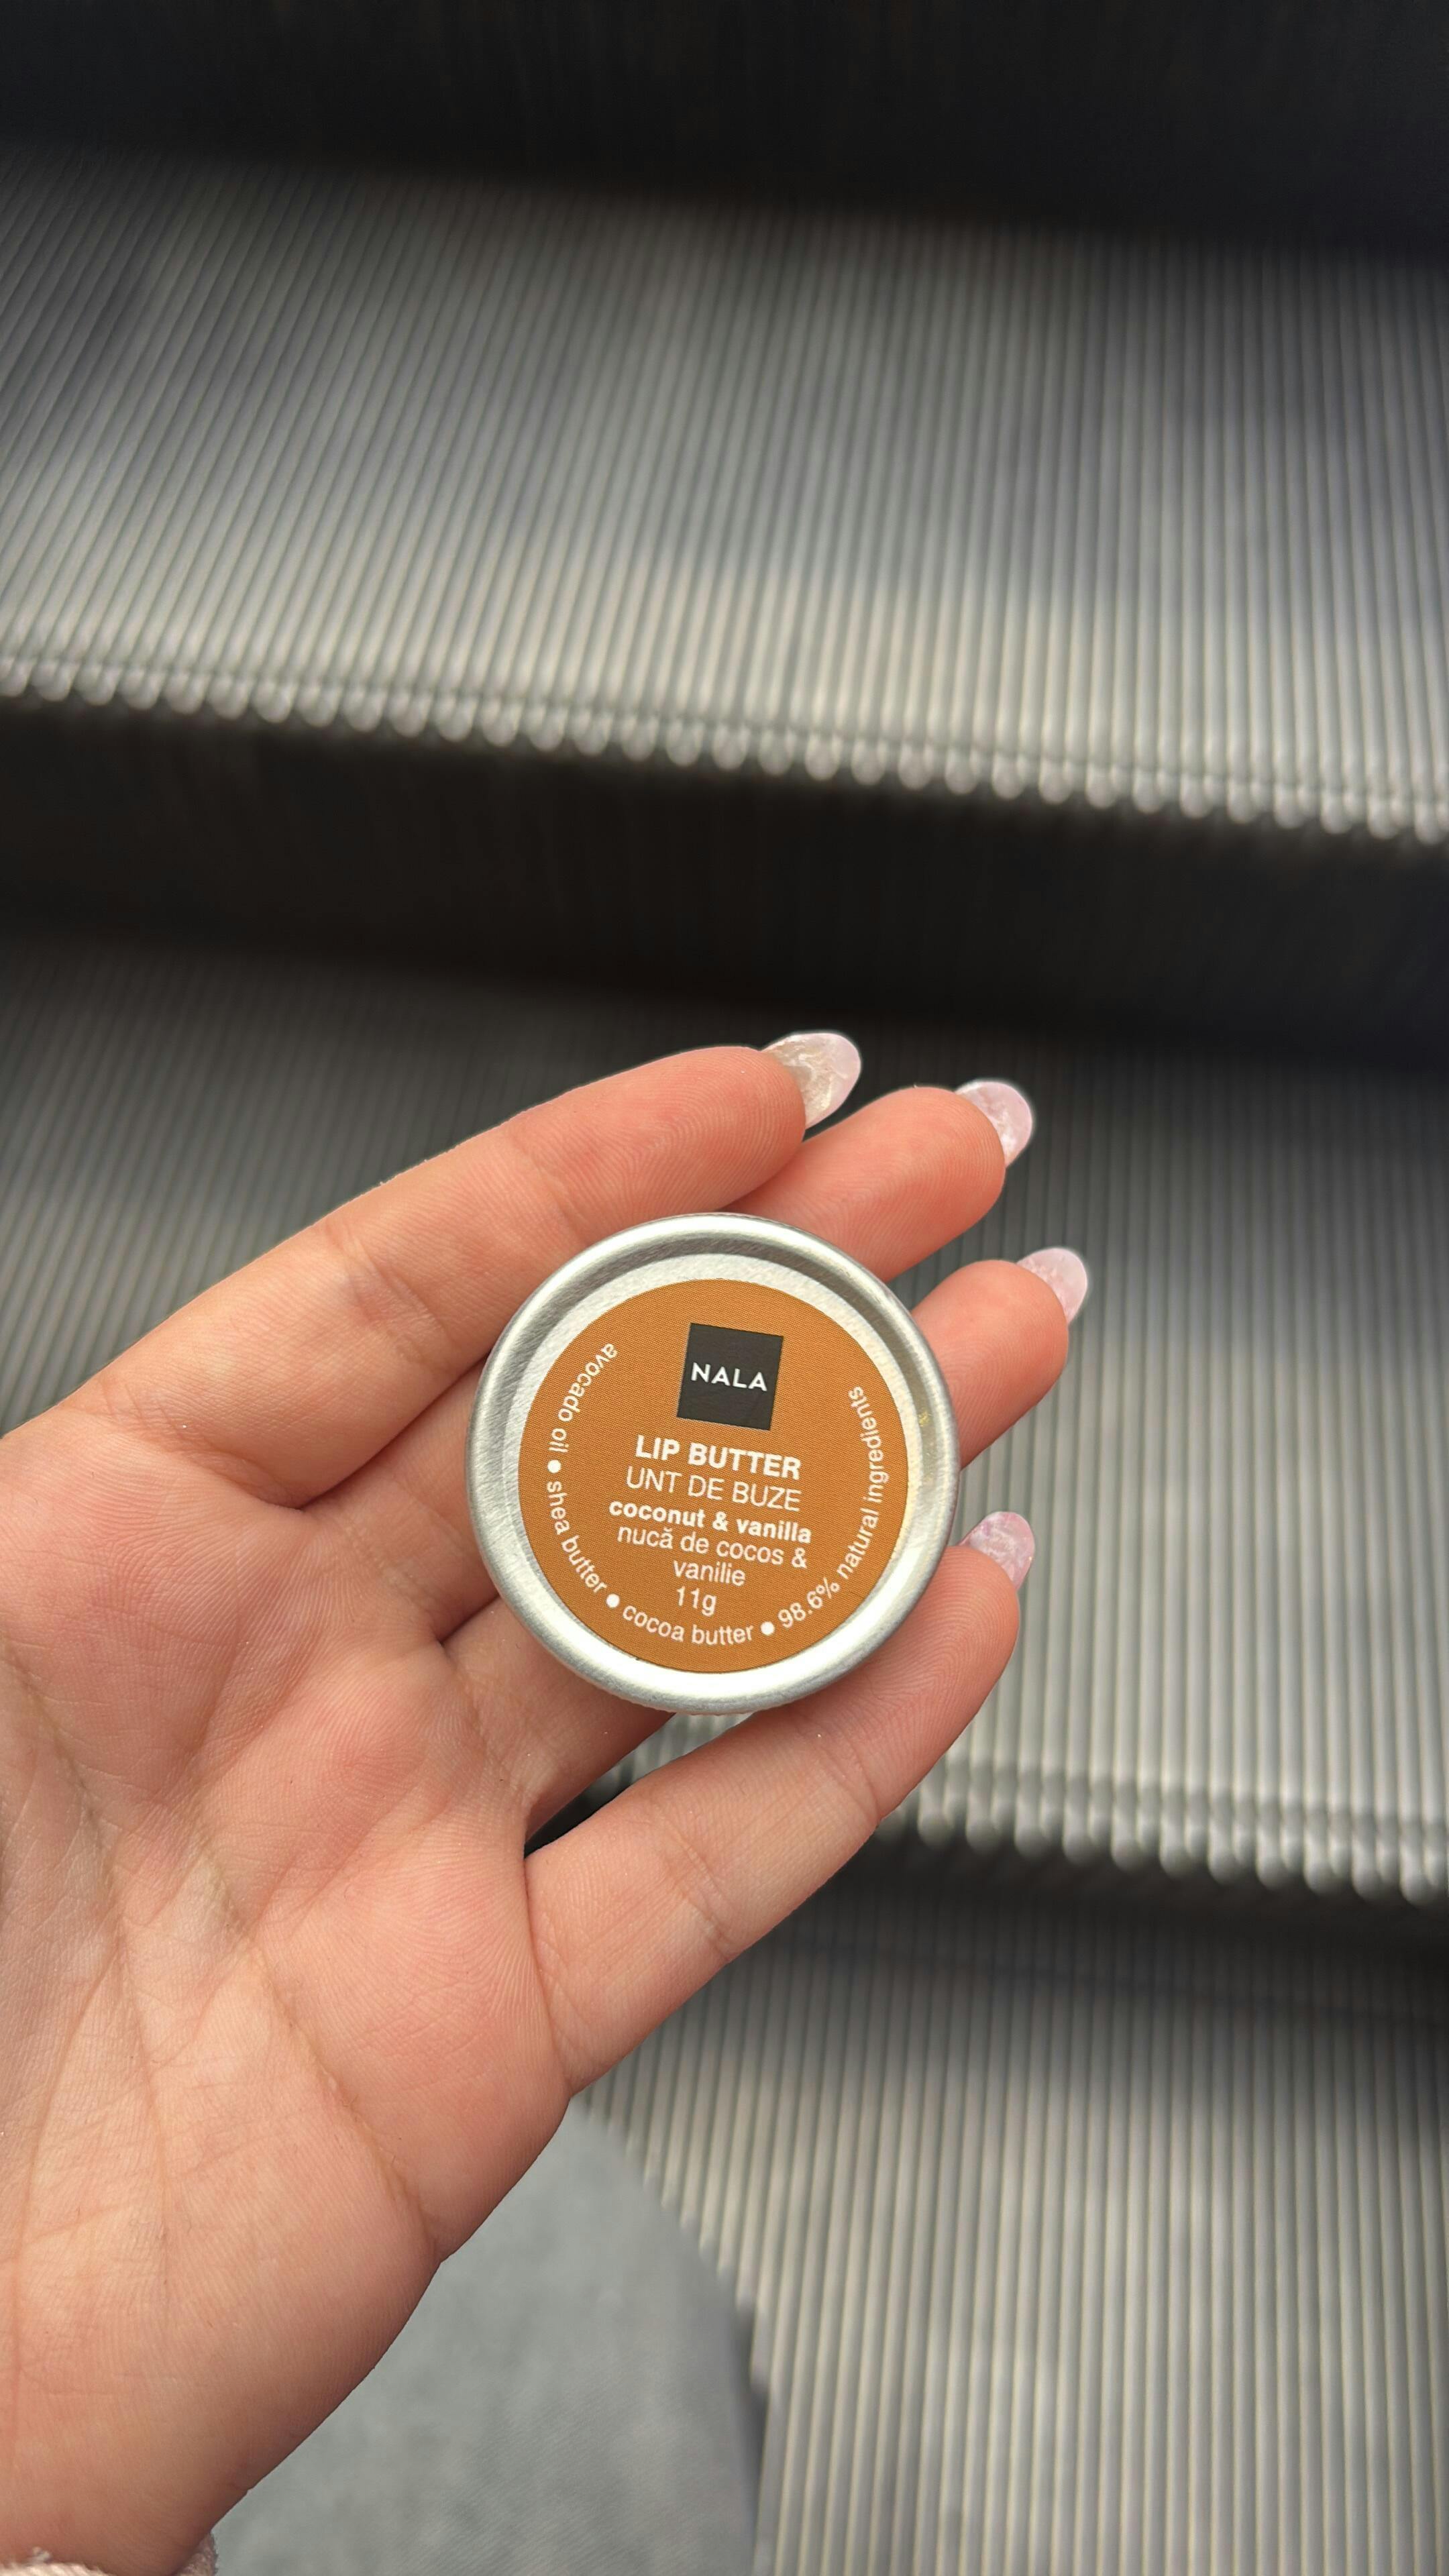 NALA
LIP BUTTER
UNT DE BUZE
coconut & vanilla
nucă de cocos &
vanilie
11g
avocado oil ● shea butter ● cocoa butter ● 98.6% natural ingredients